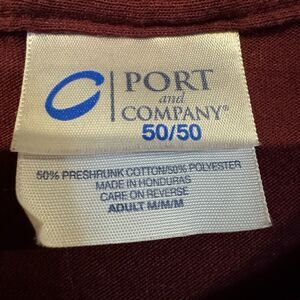 PORT
and
COMPANY®
50/50
50% PRESHRUNK COTTON/50% POLYESTER
MADE IN HONDURAS
CARE ON REVERSE
ADULT M/M/M